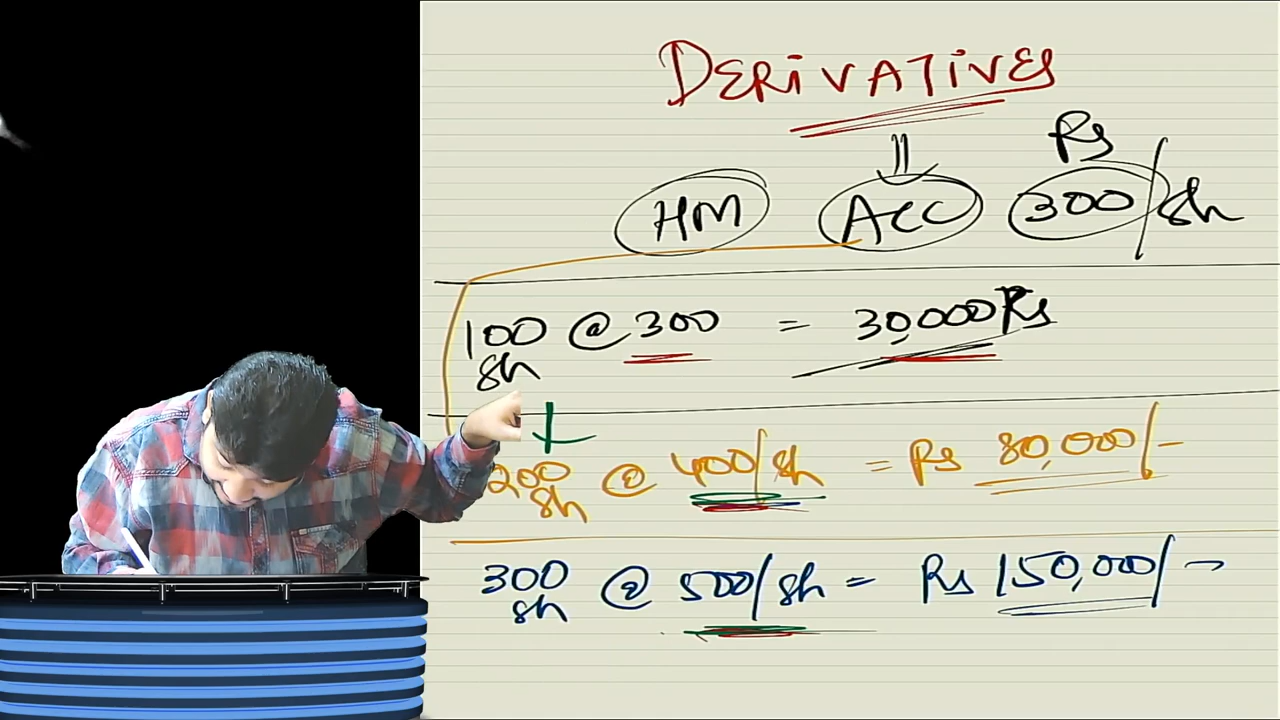 DERIVATIVES
Rs
HM ACC 300/sh
100 @ 300 = 30,000 Rs
sh
200 @ 400/sh = Rs 80,000/-
sh
300 @ 500/sh = Rs 150,000/-
sh